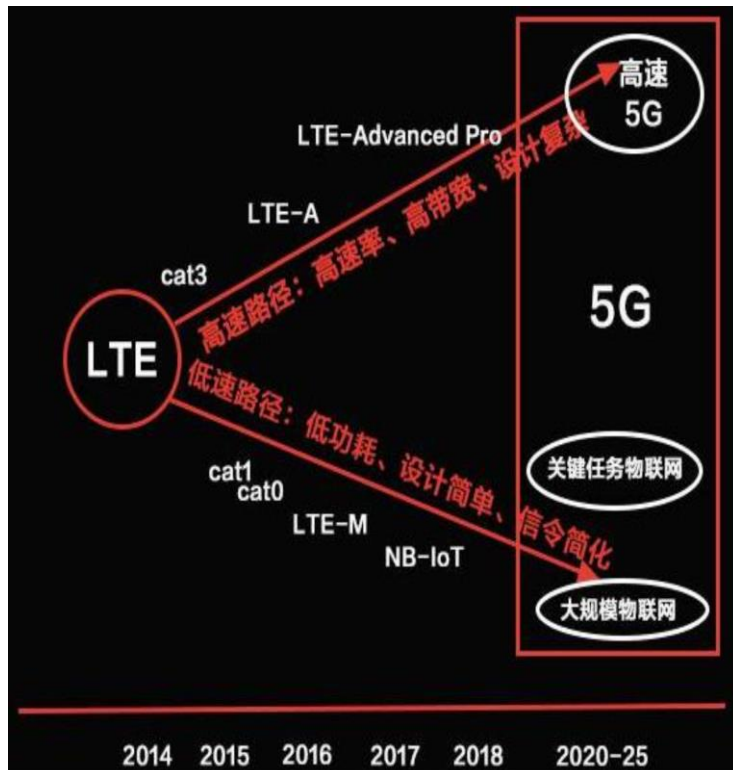 高速
5G
LTE-Advanced Pro
LTE-A
cat3
高速路径：高速率、高带宽、设计复杂
5G
LTE
低速路径：低功耗、设计简单、信令简化
cat1
cat0
LTE-M
NB-IoT
关键任务物联网
大规模物联网
2014 2015 2016 2017 2018 2020-25